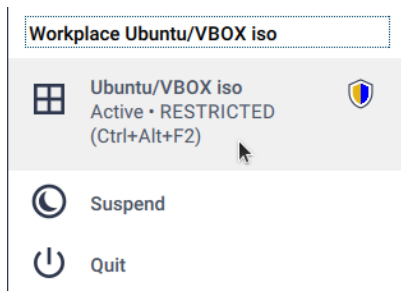 Workplace Ubuntu/VBOX iso
Ubuntu/VBOX iso
Active • RESTRICTED
(Ctrl+Alt+F2)
Suspend
Quit